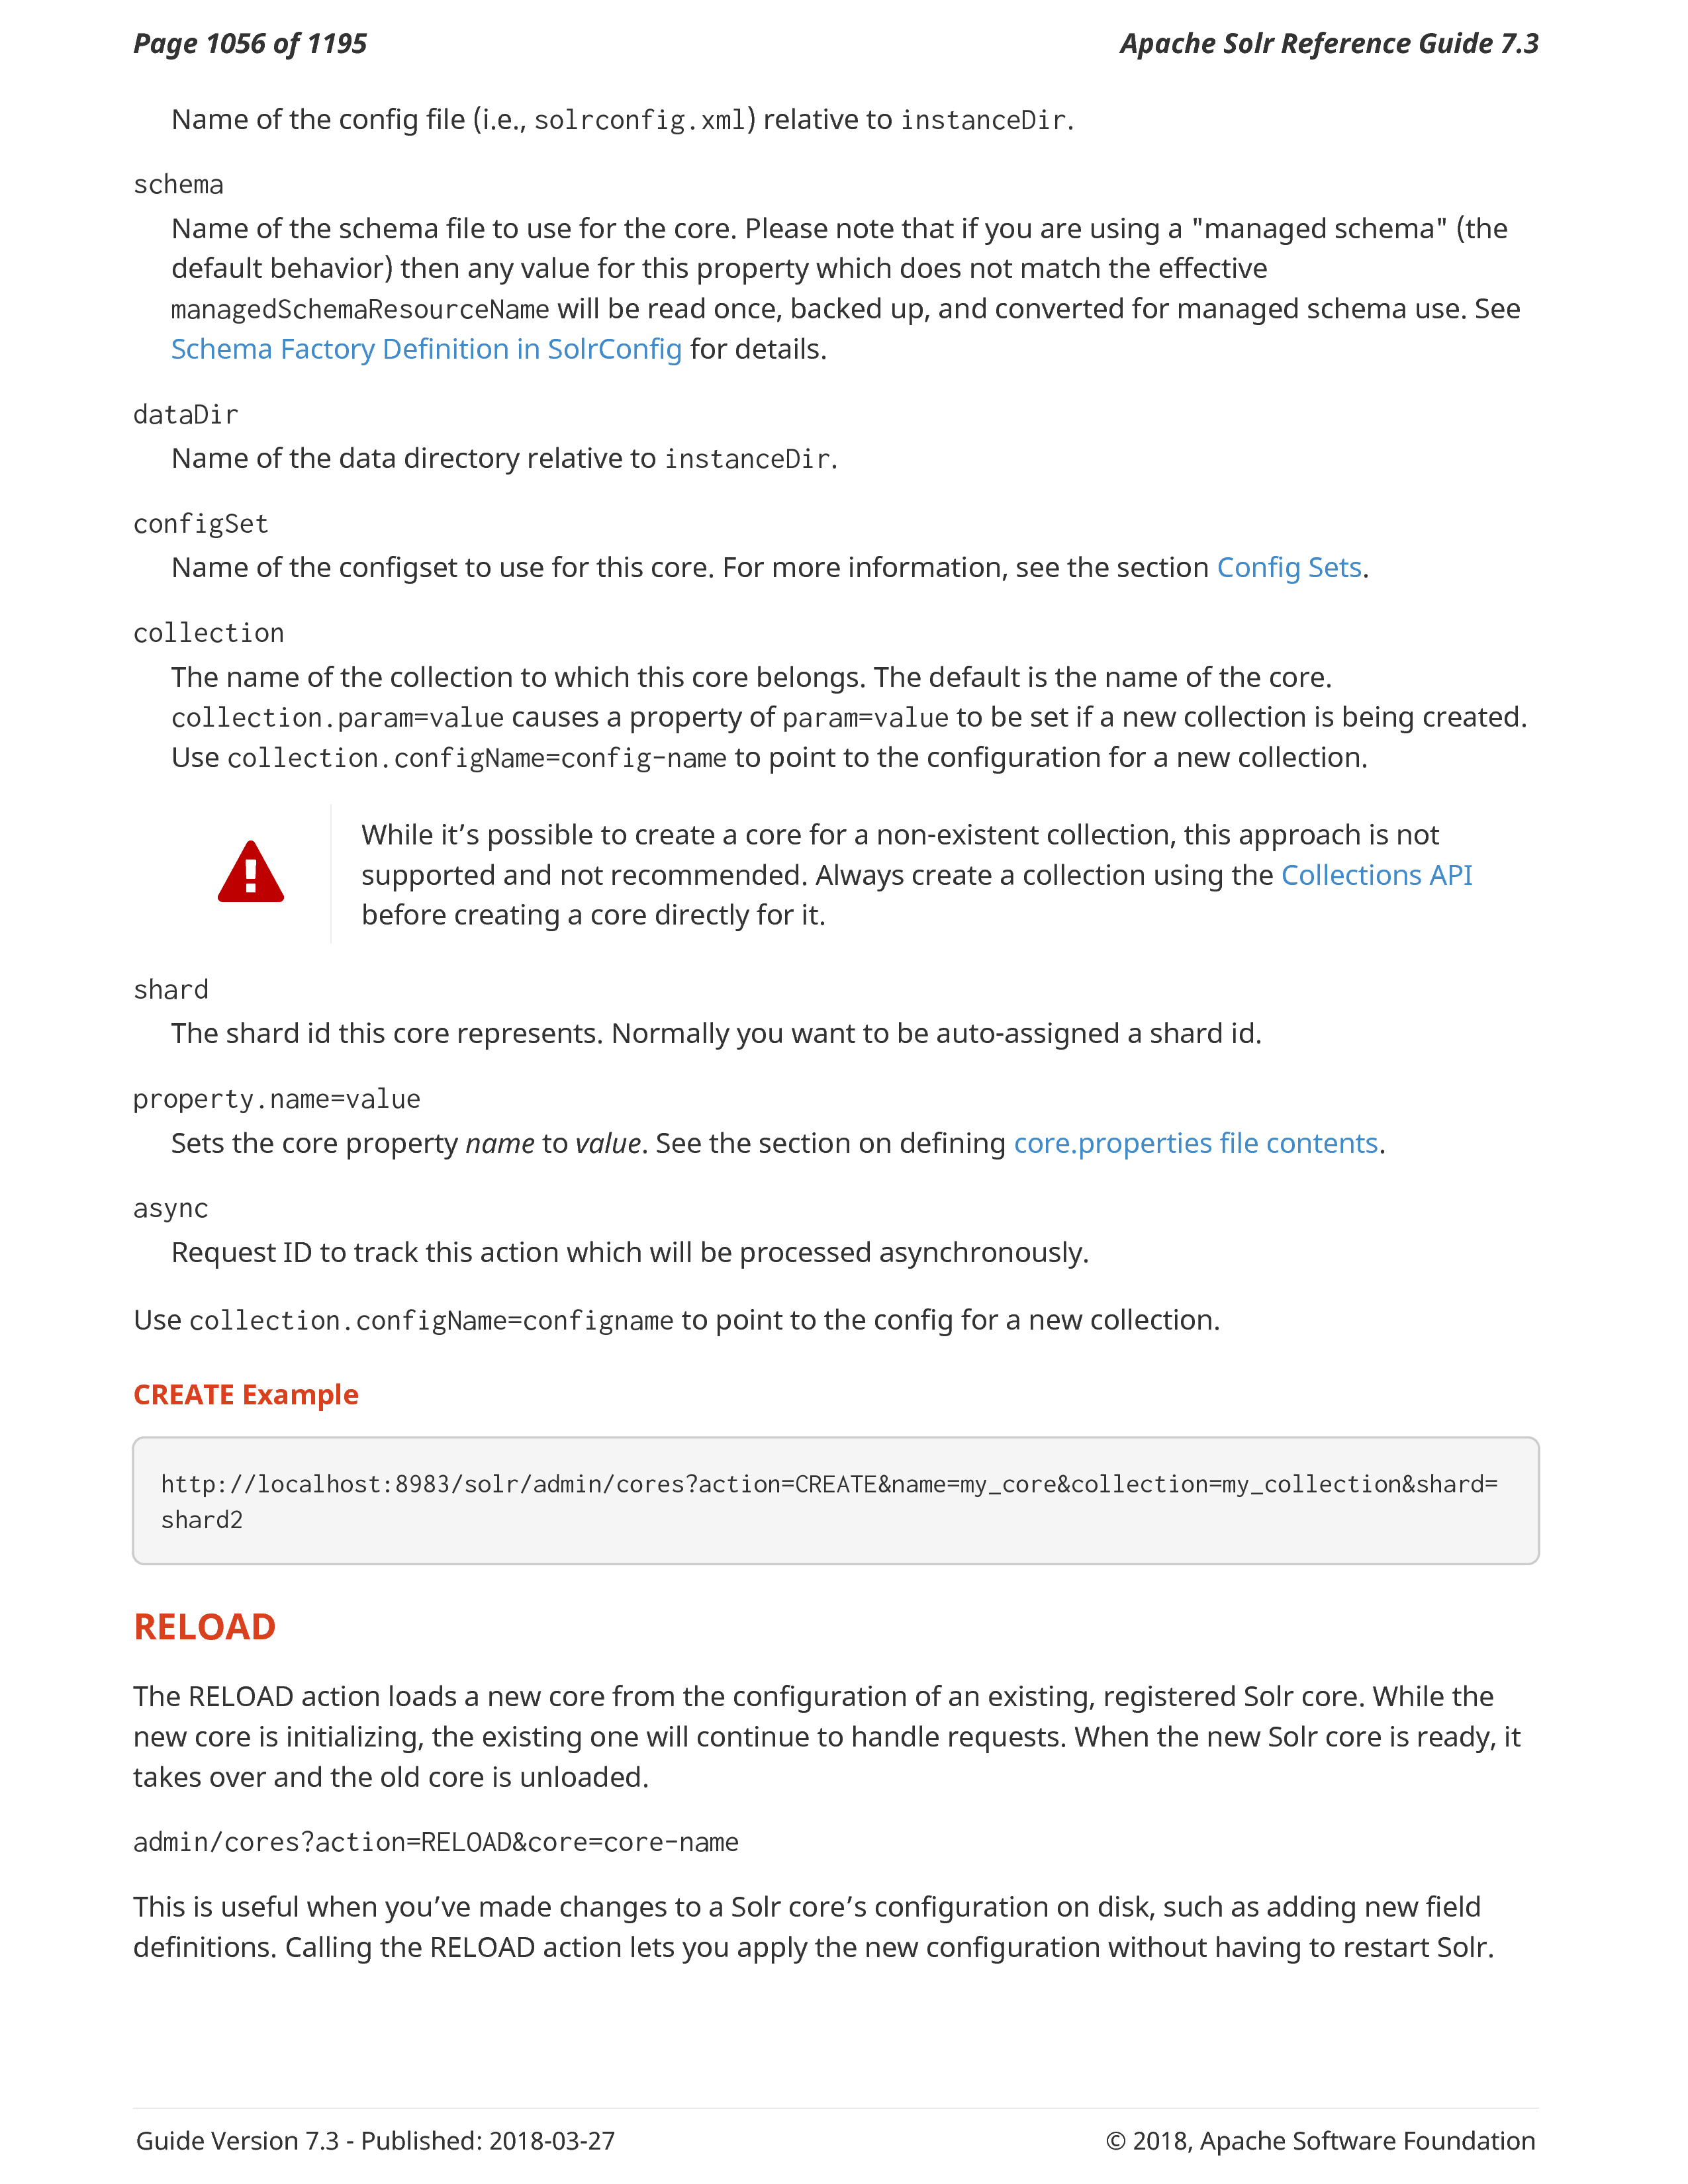 Page 1056 of 1195
Apache Solr Reference Guide 7.3
Name of the config file (i.e., solrconfig.xml) relative to instanceDir.
schema
Name of the schema file to use for the core. Please note that if you are using a "managed schema" (the
default behavior) then any value for this property which does not match the effective
managedSchemaResourceName will be read once, backed up, and converted for managed schema use. See
Schema Factory Definition in SolrConfig for details.
dataDir
Name of the data directory relative to instanceDir.
configSet
Name of the configset to use for this core. For more information, see the section Config Sets.
collection
The name of the collection to which this core belongs. The default is the name of the core.
collection.param=value causes a property of param=value to be set if a new collection is being created.
Use collection.configName=config-name to point to the configuration for a new collection.
While it’s possible to create a core for a non-existent collection, this approach is not
supported and not recommended. Always create a collection using the Collections API
before creating a core directly for it.
shard
The shard id this core represents. Normally you want to be auto-assigned a shard id.
property.name=value
Sets the core property name to value. See the section on defining core.properties file contents.
async
Request ID to track this action which will be processed asynchronously.
Use collection.configName=configname to point to the config for a new collection.
CREATE Example
http://localhost:8983/solr/admin/cores?action=CREATE&name=my_core&collection=my_collection&shard=
shard2
RELOAD
The RELOAD action loads a new core from the configuration of an existing, registered Solr core. While the
new core is initializing, the existing one will continue to handle requests. When the new Solr core is ready, it
takes over and the old core is unloaded.
admin/cores?action=RELOAD&core=core-name
This is useful when you’ve made changes to a Solr core’s configuration on disk, such as adding new field
definitions. Calling the RELOAD action lets you apply the new configuration without having to restart Solr.
Guide Version 7.3 - Published: 2018-03-27
© 2018, Apache Software Foundation